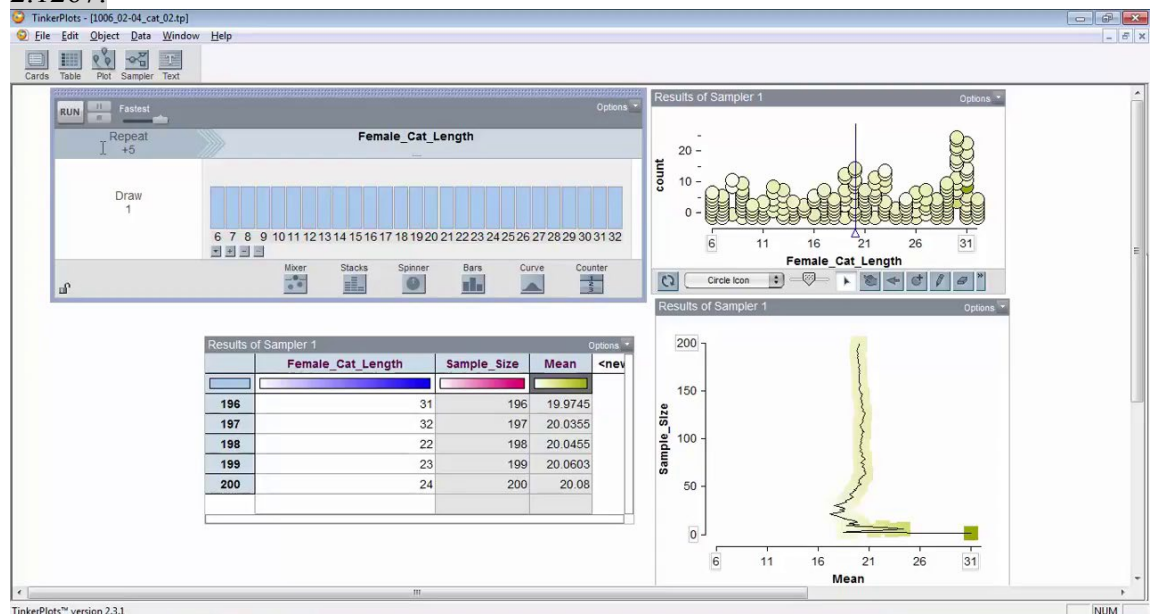 TinkerPlots - [1006_02-04_cat_02.tp]
File Edit Object Data Window Help
Cards Table Plot Sampler Text
RUN Fastest Options
Repeat
+5
Female_Cat_Length
Draw
1
6 7 8 9 10 11 12 13 14 15 16 17 18 19 20 21 22 23 24 25 26 27 28 29 30 31 32
Mixer Stacks Spinner Bars Curve Counter
Results of Sampler 1 Options
count
20
10
0
6 11 16 21 26 31
Female_Cat_Length
Circle Icon
Results of Sampler 1 Options
Female_Cat_Length Sample_Size Mean <new
196 31 196 19.9745
197 32 197 20.0355
198 22 198 20.0455
199 23 199 20.0603
200 24 200 20.08
Results of Sampler 1 Options
Sample_Size
200
150
100
50
0
6 11 16 21 26 31
Mean
TinkerPlots™ version 2.3.1 NUM